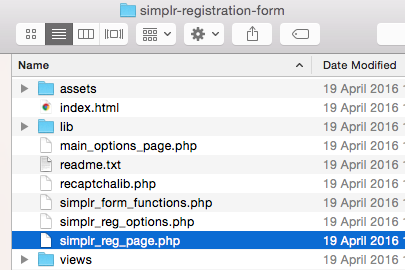 simplr-registration-form
Name Date Modified
assets 19 April 2016
index.html 19 April 2016
lib 19 April 2016
main_options_page.php 19 April 2016
readme.txt 19 April 2016
recaptchalib.php 19 April 2016
simplr_form_functions.php 19 April 2016
simplr_reg_options.php 19 April 2016
simplr_reg_page.php 19 April 2016
views 19 April 2016